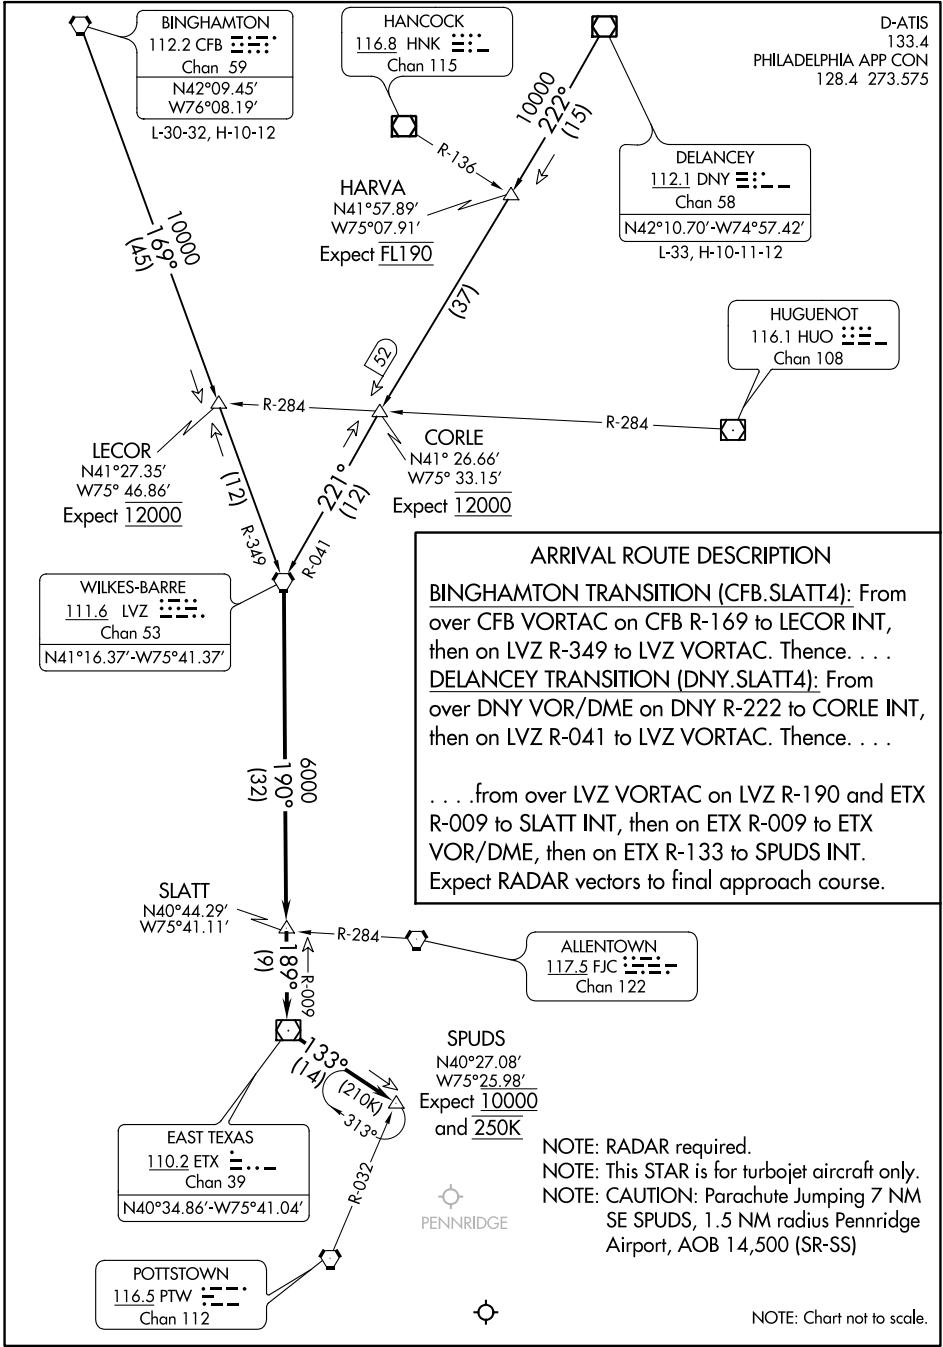 BINGHAMTON
112.2 CFB
Chan 59
N42°09.45'
W76°08.19'
L-30-32, H-10-12
HANCOCK
116.8 HNK
Chan 115
D-ATIS
133.4
PHILADELPHIA APP CON
128.4 273.575
10000
222°
(15)
R-136
DELANCEY
112.1 DNY
Chan 58
N42°10.70'-W74°57.42'
L-33, H-10-11-12
HARVA
N41°57.89'
W75°07.91'
Expect FL190
10000
169°
(45)
(37)
52
HUGUENOT
116.1 HUO
Chan 108
R-284
R-284
LECOR
N41°27.35'
W75° 46.86'
Expect 12000
CORLE
N41° 26.66'
W75° 33.15'
Expect 12000
(12)
R-349
221°
(12)
R-041
WILKES-BARRE
111.6 LVZ
Chan 53
N41°16.37'-W75°41.37'
ARRIVAL ROUTE DESCRIPTION
BINGHAMTON TRANSITION (CFB.SLATT4): From
over CFB VORTAC on CFB R-169 to LECOR INT,
then on LVZ R-349 to LVZ VORTAC. Thence. . . .
DELANCEY TRANSITION (DNY.SLATT4): From
over DNY VOR/DME on DNY R-222 to CORLE INT,
then on LVZ R-041 to LVZ VORTAC. Thence. . . .
. . . .from over LVZ VORTAC on LVZ R-190 and ETX
R-009 to SLATT INT, then on ETX R-009 to ETX
VOR/DME, then on ETX R-133 to SPUDS INT.
Expect RADAR vectors to final approach course.
6000
190°
(32)
SLATT
N40°44.29'
W75°41.11'
R-284
ALLENTOWN
117.5 FJC
Chan 122
189°
(9)
R-009
133°
(14)
(210K)
313°
SPUDS
N40°27.08'
W75°25.98'
Expect 10000
and 250K
EAST TEXAS
110.2 ETX
Chan 39
N40°34.86'-W75°41.04'
R-032
PENNRIDGE
NOTE: RADAR required.
NOTE: This STAR is for turbojet aircraft only.
NOTE: CAUTION: Parachute Jumping 7 NM
SE SPUDS, 1.5 NM radius Pennridge
Airport, AOB 14,500 (SR-SS)
POTTSTOWN
116.5 PTW
Chan 112
NOTE: Chart not to scale.